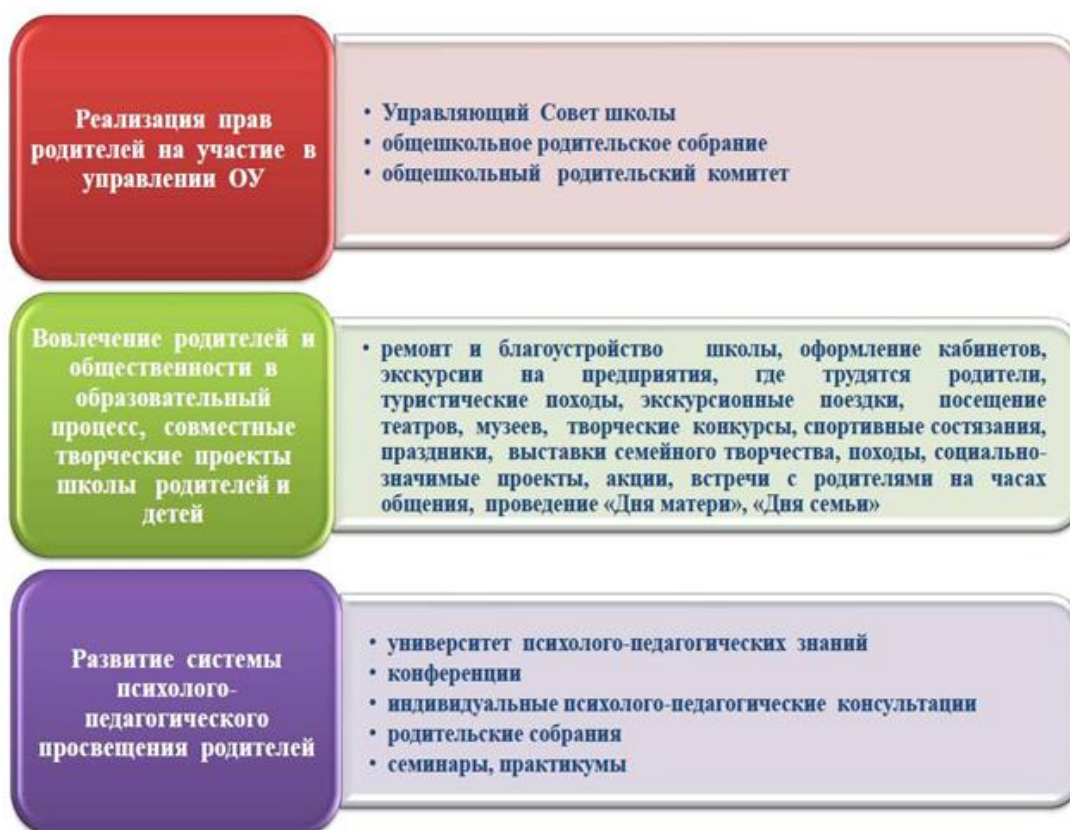 Реализация прав
родителей на участие в
управлении ОУ
• Управляющий Совет школы
• общешкольное родительское собрание
• общешкольный родительский комитет
Вовлечение родителей и
общественности в
образовательный
процесс, совместные
творческие проекты
школы родителей и
детей
• ремонт и благоустройство школы, оформление кабинетов,
экскурсии на предприятия, где трудятся родители,
туристические походы, экскурсионные поездки, посещение
театров, музеев, творческие конкурсы, спортивные состязания,
праздники, выставки семейного творчества, походы, социально-
значимые проекты, акции, встречи с родителями на часах
общения, проведение «Дня матери», «Дня семьи»
Развитие системы
психолого-
педагогического
просвещения родителей
• университет психолого-педагогических знаний
• конференции
• индивидуальные психолого-педагогические консультации
• родительские собрания
• семинары, практикумы